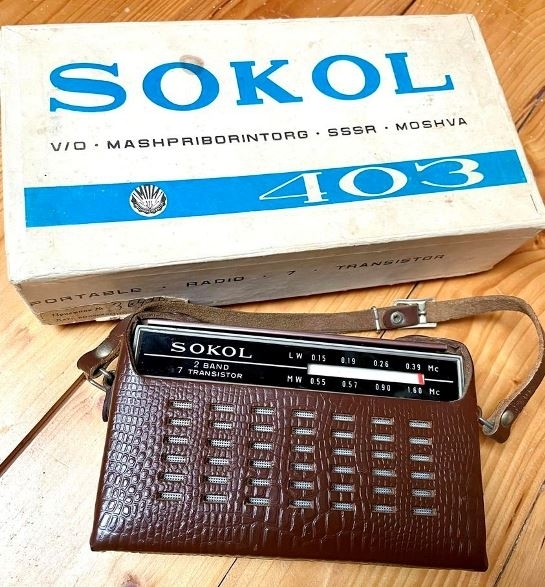 SOKOL
V/O · MASHPRIBORINTORG · SSSR · MOSHVA
403
PORTABLE · RADIO · 7 · TRANSISTOR
SOKOL
2 BAND
7 TRANSISTOR
LW 0.15 0.19 0.26 0.39 Mc
MW 0.55 0.57 0.90 1.60 Mc